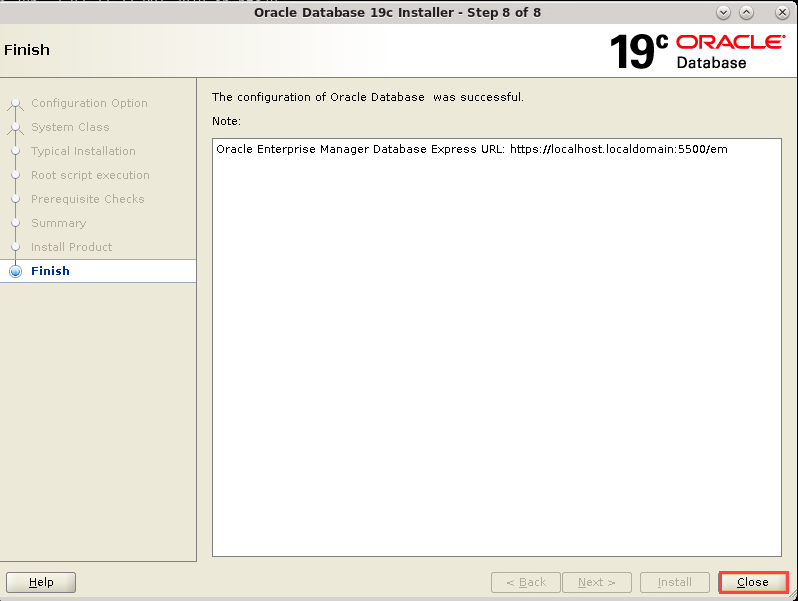 Oracle Database 19c Installer - Step 8 of 8
Finish
19c ORACLE
Database
Configuration Option
System Class
Typical Installation
Root script execution
Prerequisite Checks
Summary
Install Product
Finish
The configuration of Oracle Database was successful.
Note:
Oracle Enterprise Manager Database Express URL: https://localhost.localdomain:5500/em
Help
< Back
Next >
Install
Close